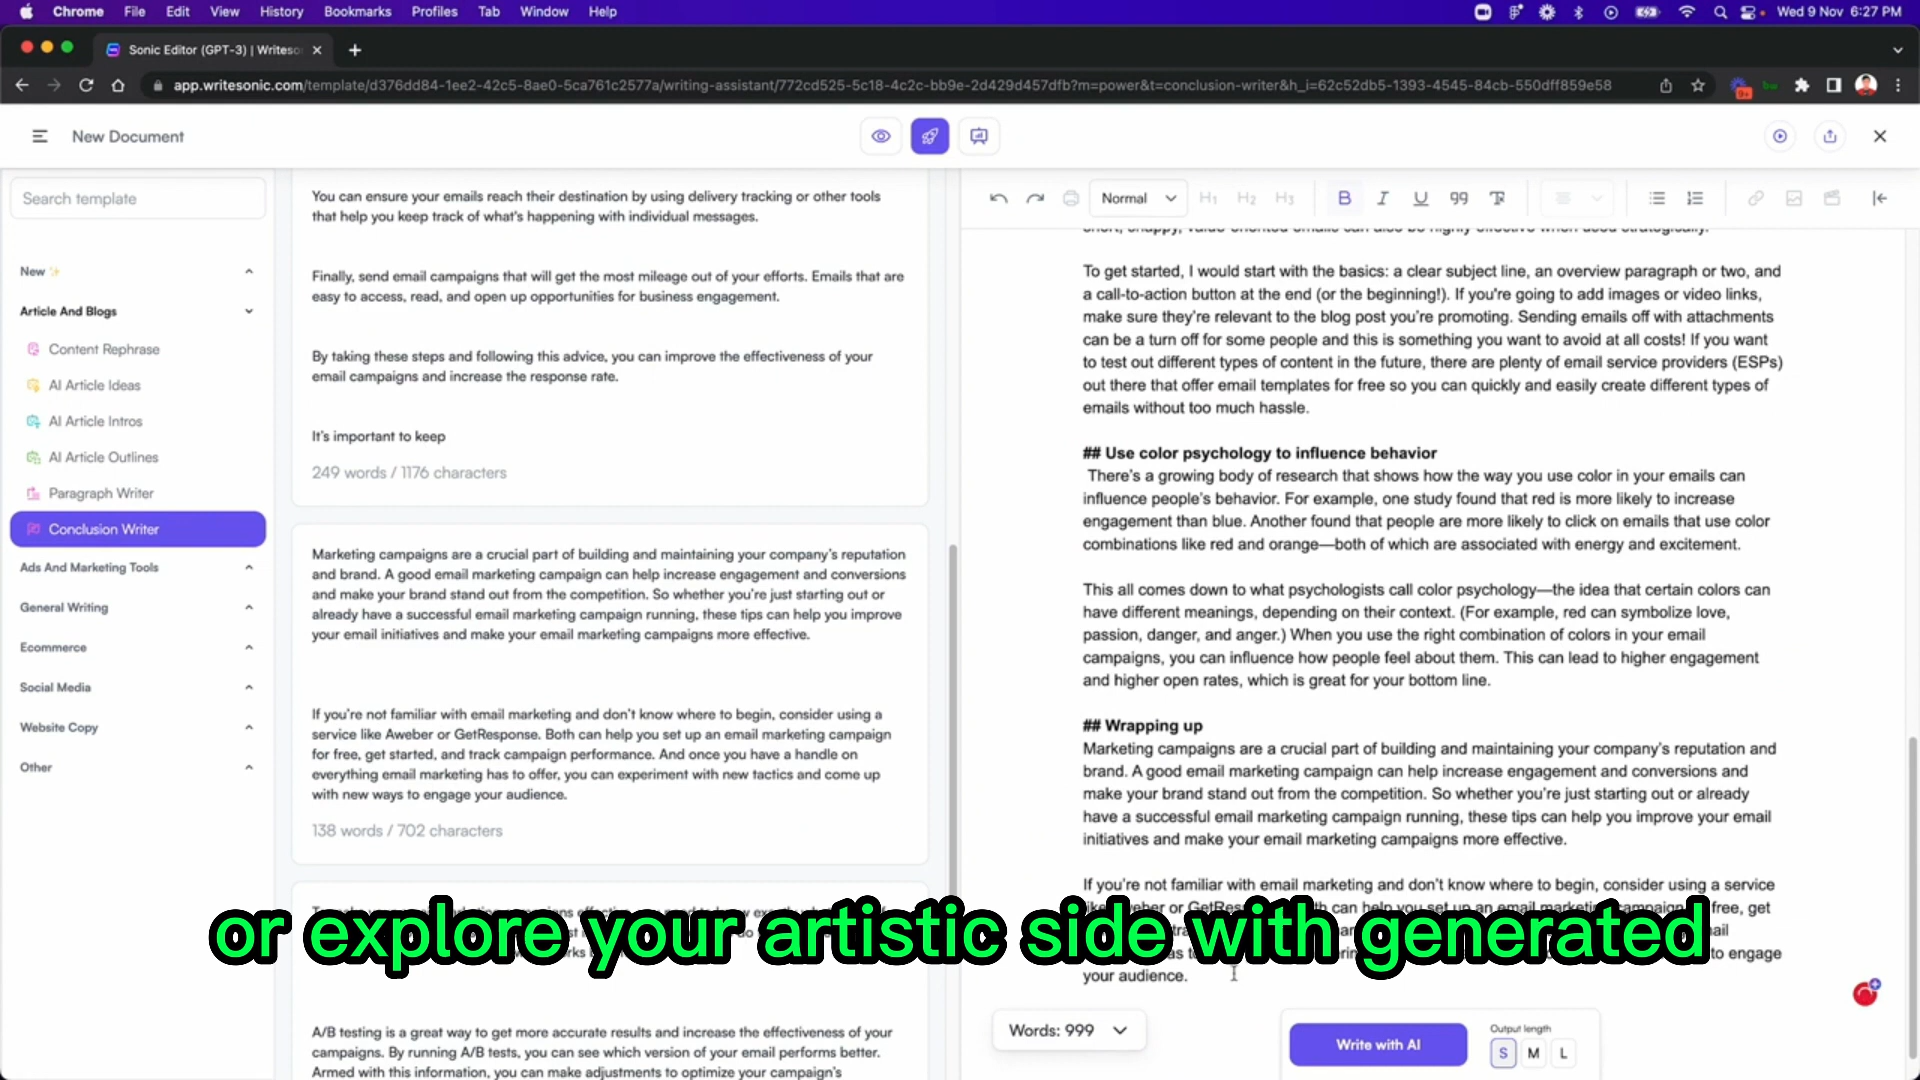 Chrome File Edit View History Bookmarks Profiles Tab Window Help
Wed 9 Nov 6:27 PM
Sonic Editor (GPT-3) | Writeso
app.writesonic.com/template/d376dd84-1ee2-42c5-8ae0-5ca761c2577a/writing-assistant/772cd525-5c18-4c2c-bb9e-2d429d457dfb?m=power&t=conclusion-writer&h_i=62c52db5-1393-4545-84cb-550dff859e58
9+
New Document
Search template
New
Article And Blogs
Content Rephrase
AI Article Ideas
AI Article Intros
AI Article Outlines
Paragraph Writer
Conclusion Writer
Ads And Marketing Tools
General Writing
Ecommerce
Social Media
Website Copy
Other
You can ensure your emails reach their destination by using delivery tracking or other tools
that help you keep track of what's happening with individual messages.
Finally, send email campaigns that will get the most mileage out of your efforts. Emails that are
easy to access, read, and open up opportunities for business engagement.
By taking these steps and following this advice, you can improve the effectiveness of your
email campaigns and increase the response rate.
It's important to keep
249 words / 1176 characters
Marketing campaigns are a crucial part of building and maintaining your company's reputation
and brand. A good email marketing campaign can help increase engagement and conversions
and make your brand stand out from the competition. So whether you're just starting out or
already have a successful email marketing campaign running, these tips can help you improve
your email initiatives and make your email marketing campaigns more effective.
If you're not familiar with email marketing and don't know where to begin, consider using a
service like Aweber or GetResponse. Both can help you set up an email marketing campaign
for free, get started, and track campaign performance. And once you have a handle on
everything email marketing has to offer, you can experiment with new tactics and come up
with new ways to engage your audience.
138 words / 702 characters
A/B testing is a great way to get more accurate results and increase the effectiveness of your
campaigns. By running A/B tests, you can see which version of your email performs better.
Armed with this information, you can make adjustments to optimize your campaign's
Normal H1 H2 H3 B I U
short, snappy, value-oriented emails can also be highly effective when used strategically.
To get started, I would start with the basics: a clear subject line, an overview paragraph or two, and
a call-to-action button at the end (or the beginning!). If you're going to add images or video links,
make sure they're relevant to the blog post you're promoting. Sending emails off with attachments
can be a turn off for some people and this is something you want to avoid at all costs! If you want
to test out different types of content in the future, there are plenty of email service providers (ESPs)
out there that offer email templates for free so you can quickly and easily create different types of
emails without too much hassle.
## Use color psychology to influence behavior
There's a growing body of research that shows how the way you use color in your emails can
influence people's behavior. For example, one study found that red is more likely to increase
engagement than blue. Another found that people are more likely to click on emails that use color
combinations like red and orange—both of which are associated with energy and excitement.
This all comes down to what psychologists call color psychology—the idea that certain colors can
have different meanings, depending on their context. (For example, red can symbolize love,
passion, danger, and anger.) When you use the right combination of colors in your email
campaigns, you can influence how people feel about them. This can lead to higher engagement
and higher open rates, which is great for your bottom line.
## Wrapping up
Marketing campaigns are a crucial part of building and maintaining your company's reputation and
brand. A good email marketing campaign can help increase engagement and conversions and
make your brand stand out from the competition. So whether you're just starting out or already
have a successful email marketing campaign running, these tips can help you improve your email
initiatives and make your email marketing campaigns more effective.
If you're not familiar with email marketing and don't know where to begin, consider using a service
or can help you set up an email marketing campaign free, get
to engage
your audience.
or explore your artistic side with generated
Words: 999
Write with AI
Output length
S M L